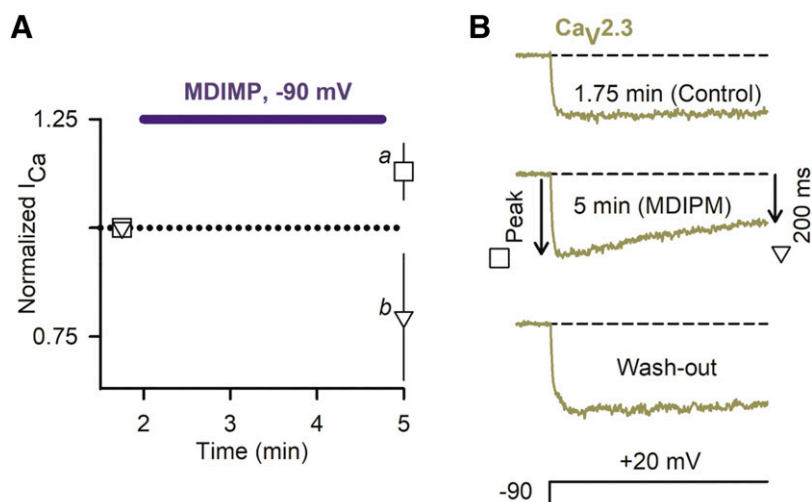 A
MDIMP, -90 mV
1.25
0.75
Normalized ICa
a
b
2 3 4 5
Time (min)
B
CaV2.3
1.75 min (Control)
5 min (MDIPM)
Peak
200 ms
Wash-out
+20 mV
-90